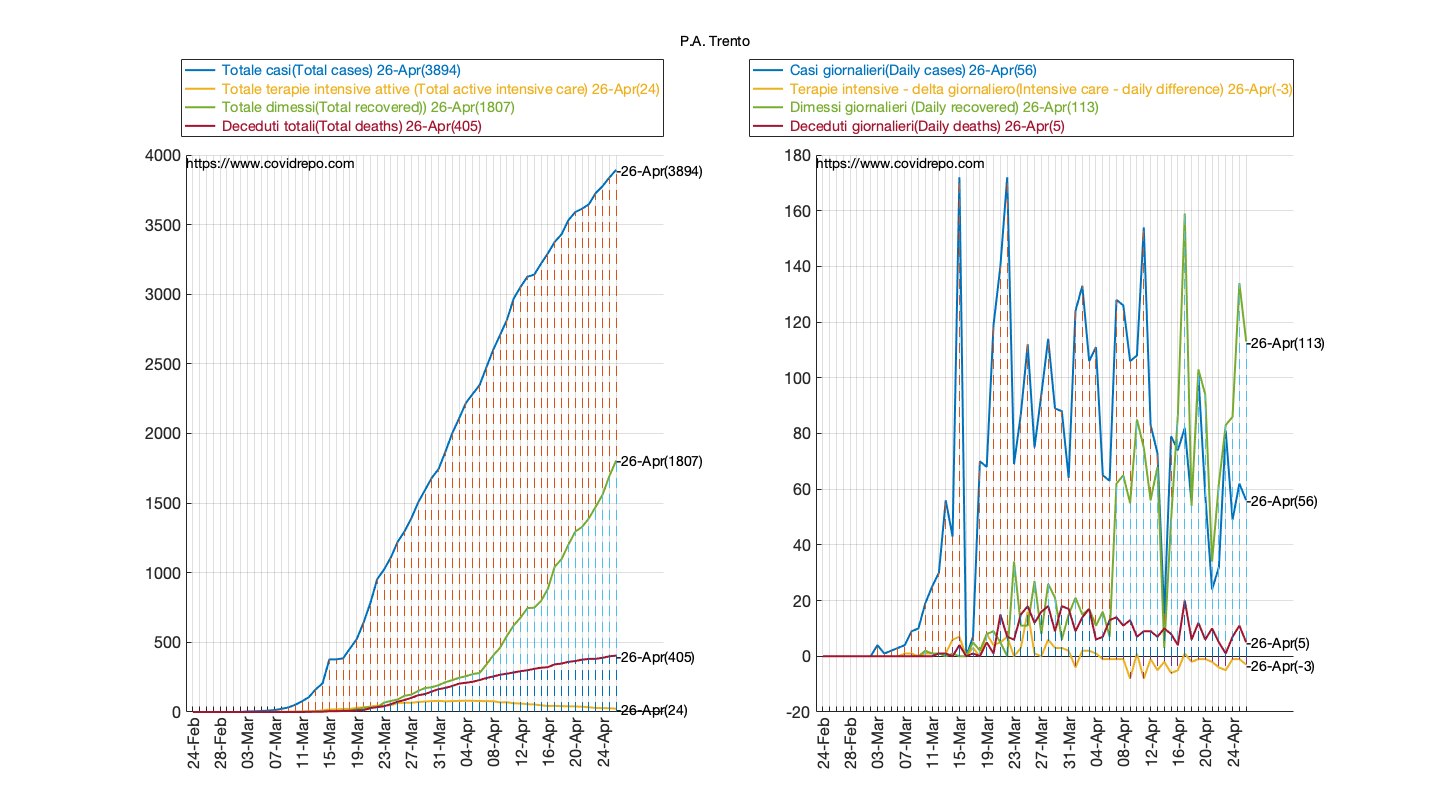 P.A. Trento
Totale casi(Total cases) 26-Apr(3894)
Totale terapie intensive attive (Total active intensive care) 26-Apr(24)
Totale dimessi(Total recovered)) 26-Apr(1807)
Deceduti totali(Total deaths) 26-Apr(405)
https://www.covidrepo.com
4000
3500
3000
2500
2000
1500
1000
500
0
-26-Apr(3894)
-26-Apr(1807)
-26-Apr(405)
-26-Apr(24)
24-Feb
28-Feb
03-Mar
07-Mar
11-Mar
15-Mar
19-Mar
23-Mar
27-Mar
31-Mar
04-Apr
08-Apr
12-Apr
16-Apr
20-Apr
24-Apr
Casi giornalieri(Daily cases) 26-Apr(56)
Terapie intensive - delta giornaliero(Intensive care - daily difference) 26-Apr(-3)
Dimessi giornalieri (Daily recovered) 26-Apr(113)
Deceduti giornalieri(Daily deaths) 26-Apr(5)
https://www.covidrepo.com
180
160
140
120
100
80
60
40
20
0
-20
-26-Apr(113)
-26-Apr(56)
-26-Apr(5)
-26-Apr(-3)
24-Feb
28-Feb
03-Mar
07-Mar
11-Mar
15-Mar
19-Mar
23-Mar
27-Mar
31-Mar
04-Apr
08-Apr
12-Apr
16-Apr
20-Apr
24-Apr